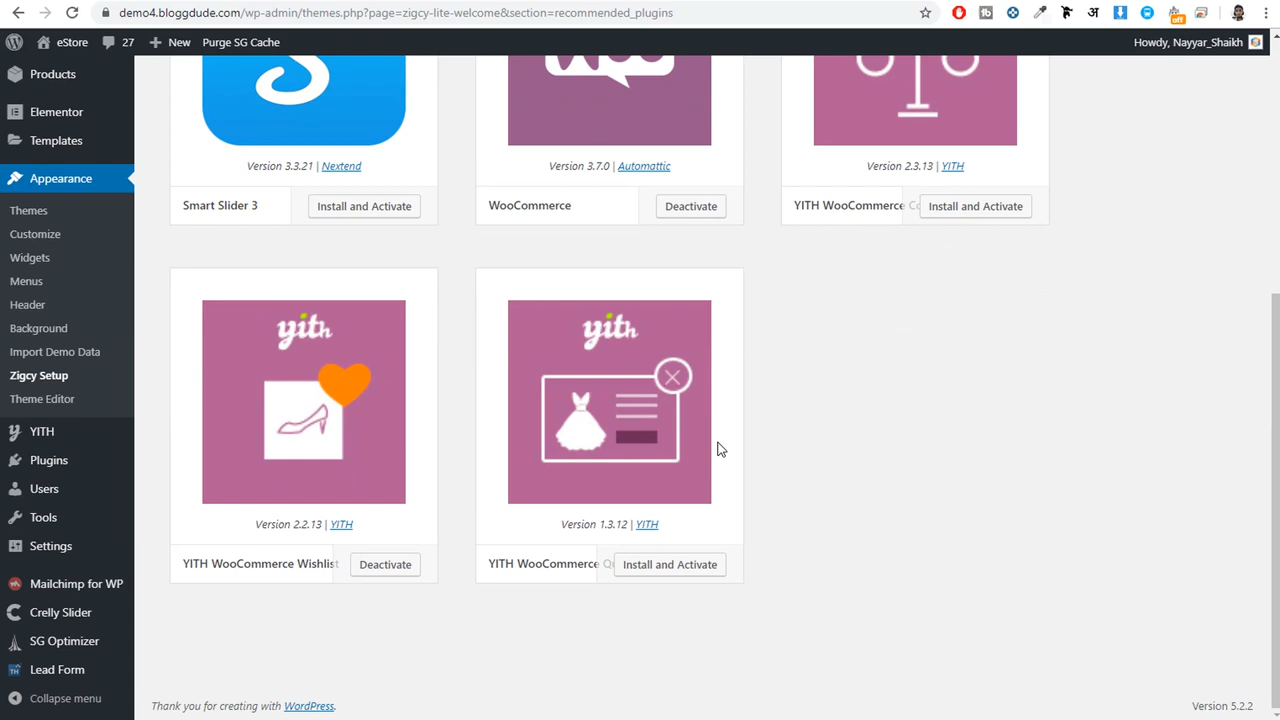 demo4.bloggdude.com/wp-admin/themes.php?page=zigcy-lite-welcome&section=recommended_plugins
eStore
27
New
Purge SG Cache
Howdy, Nayyar_Shaikh
off
Products
Elementor
Templates
Appearance
Themes
Customize
Widgets
Menus
Header
Background
Import Demo Data
Zigcy Setup
Theme Editor
YITH
Plugins
Users
Tools
Settings
Mailchimp for WP
Crelly Slider
SG Optimizer
Lead Form
Collapse menu
Version 3.3.21 | Nextend
Smart Slider 3
Install and Activate
Version 3.7.0 | Automattic
WooCommerce
Deactivate
Version 2.3.13 | YITH
YITH WooCommerce
Install and Activate
yith
Version 2.2.13 | YITH
YITH WooCommerce Wishlist
Deactivate
yith
Version 1.3.12 | YITH
YITH WooCommerce
Install and Activate
Thank you for creating with WordPress.
Version 5.2.2